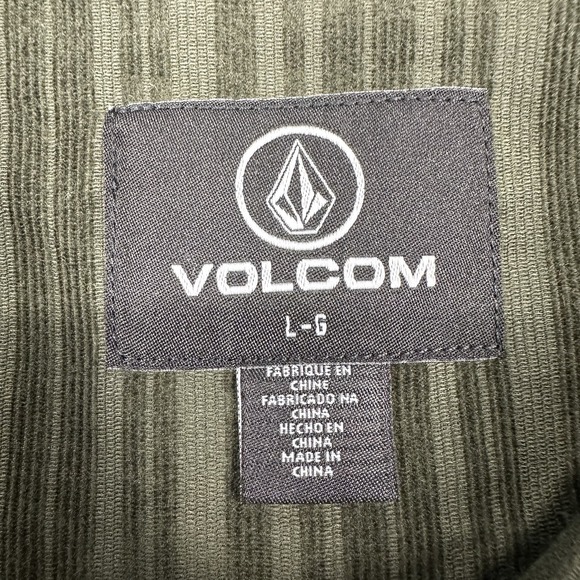 VOLCOM
L-G
FABRIQUE EN
CHINE
FABRICADO NA
CHINA
HECHO EN
CHINA
MADE IN
CHINA